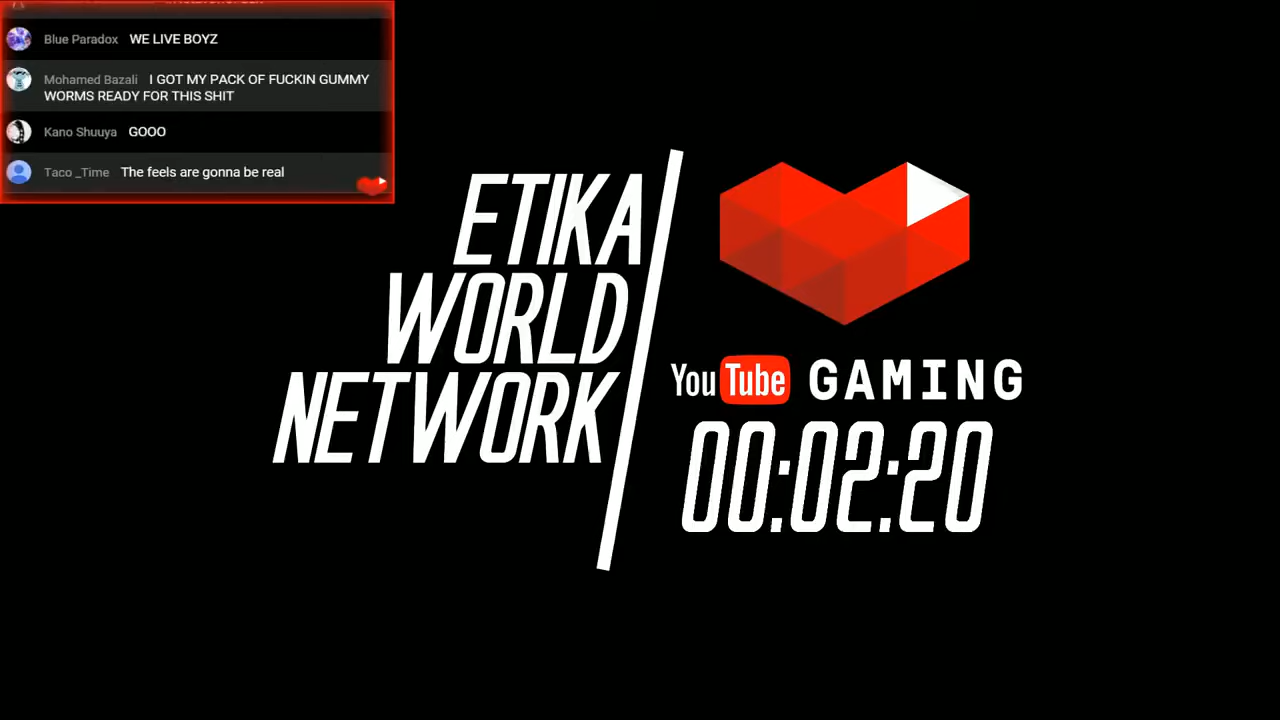 Blue Paradox WE LIVE BOYZ
Mohamed Bazali I GOT MY PACK OF FUCKIN GUMMY
WORMS READY FOR THIS SHIT
Kano Shuuya GOOO
Taco _Time The feels are gonna be real
ETIKA
WORLD
NETWORK
YouTube GAMING
00:02:20